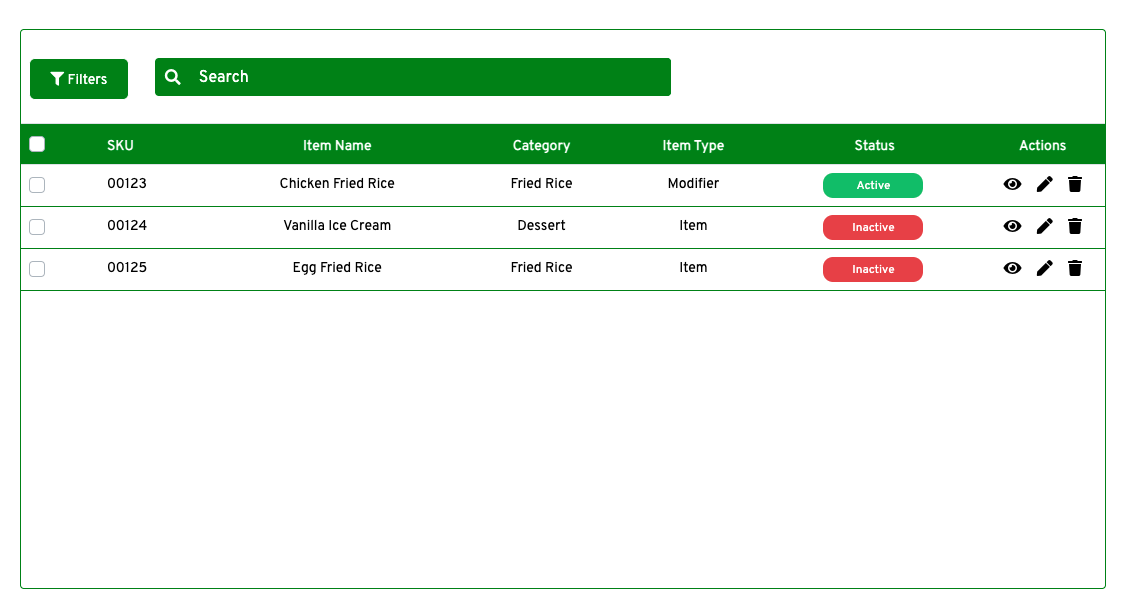 Filters
Search
SKU Item Name Category Item Type Status Actions
00123 Chicken Fried Rice Fried Rice Modifier Active
00124 Vanilla Ice Cream Dessert Item Inactive
00125 Egg Fried Rice Fried Rice Item Inactive